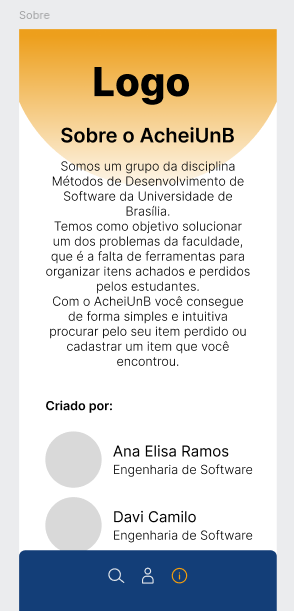 Sobre
Logo
Sobre o AcheiUnB
Somos um grupo da disciplina
Métodos de Desenvolvimento de
Software da Universidade de
Brasília.
Temos como objetivo solucionar
um dos problemas da faculdade,
que é a falta de ferramentas para
organizar itens achados e perdidos
pelos estudantes.
Com o AcheiUnB você consegue
de forma simples e intuitiva
procurar pelo seu item perdido ou
cadastrar um item que você
encontrou.
Criado por:
Ana Elisa Ramos
Engenharia de Software
Davi Camilo
Engenharia de Software